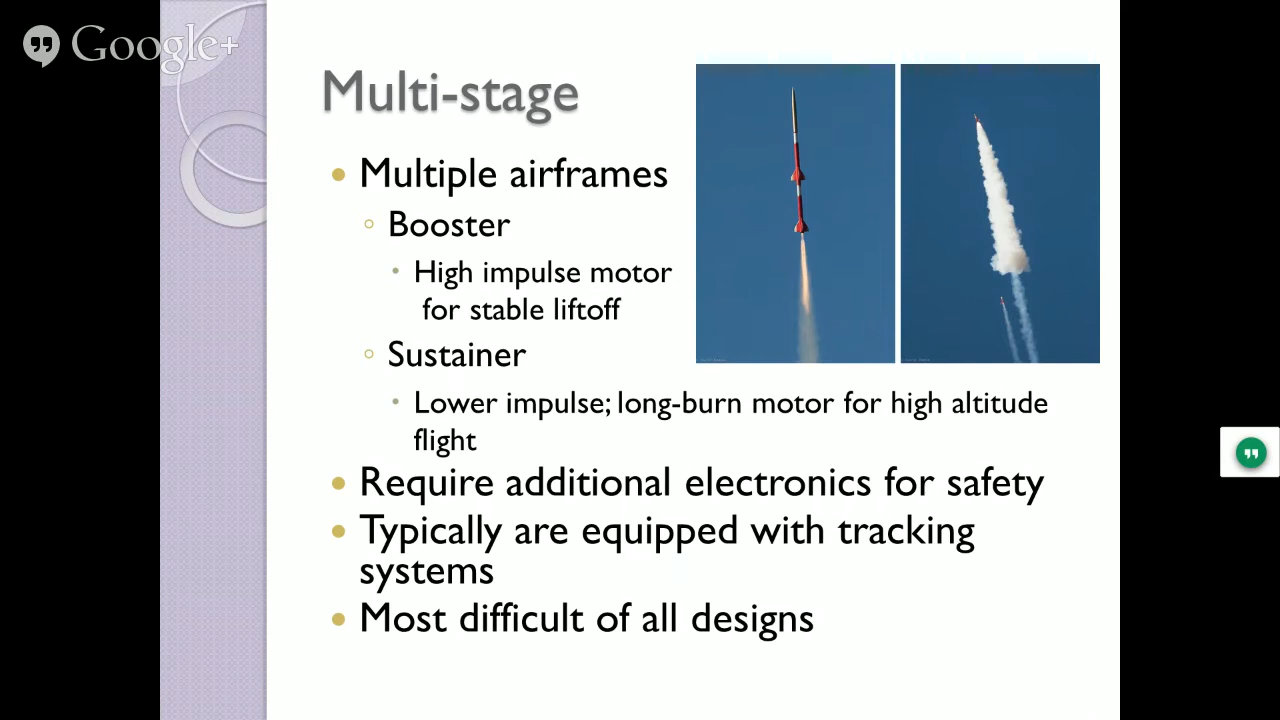 Google+
Multi-stage
Multiple airframes
Booster
High impulse motor
for stable liftoff
Sustainer
Lower impulse; long-burn motor for high altitude
flight
Require additional electronics for safety
Typically are equipped with tracking
systems
Most difficult of all designs